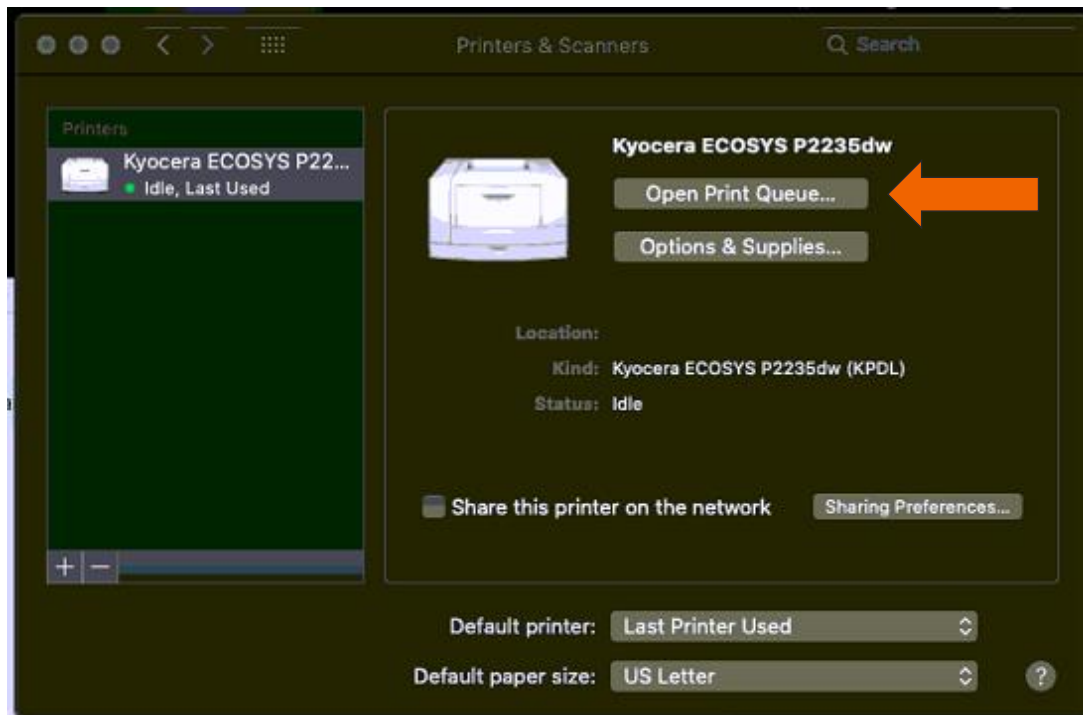 Printers & Scanners
Search
Printers
Kyocera ECOSYS P22...
Idle, Last Used
Kyocera ECOSYS P2235dw
Open Print Queue...
Options & Supplies...
Location:
Kind: Kyocera ECOSYS P2235dw (KPDL)
Status: Idle
Share this printer on the network
Sharing Preferences...
+ −
Default printer: Last Printer Used
Default paper size: US Letter
?